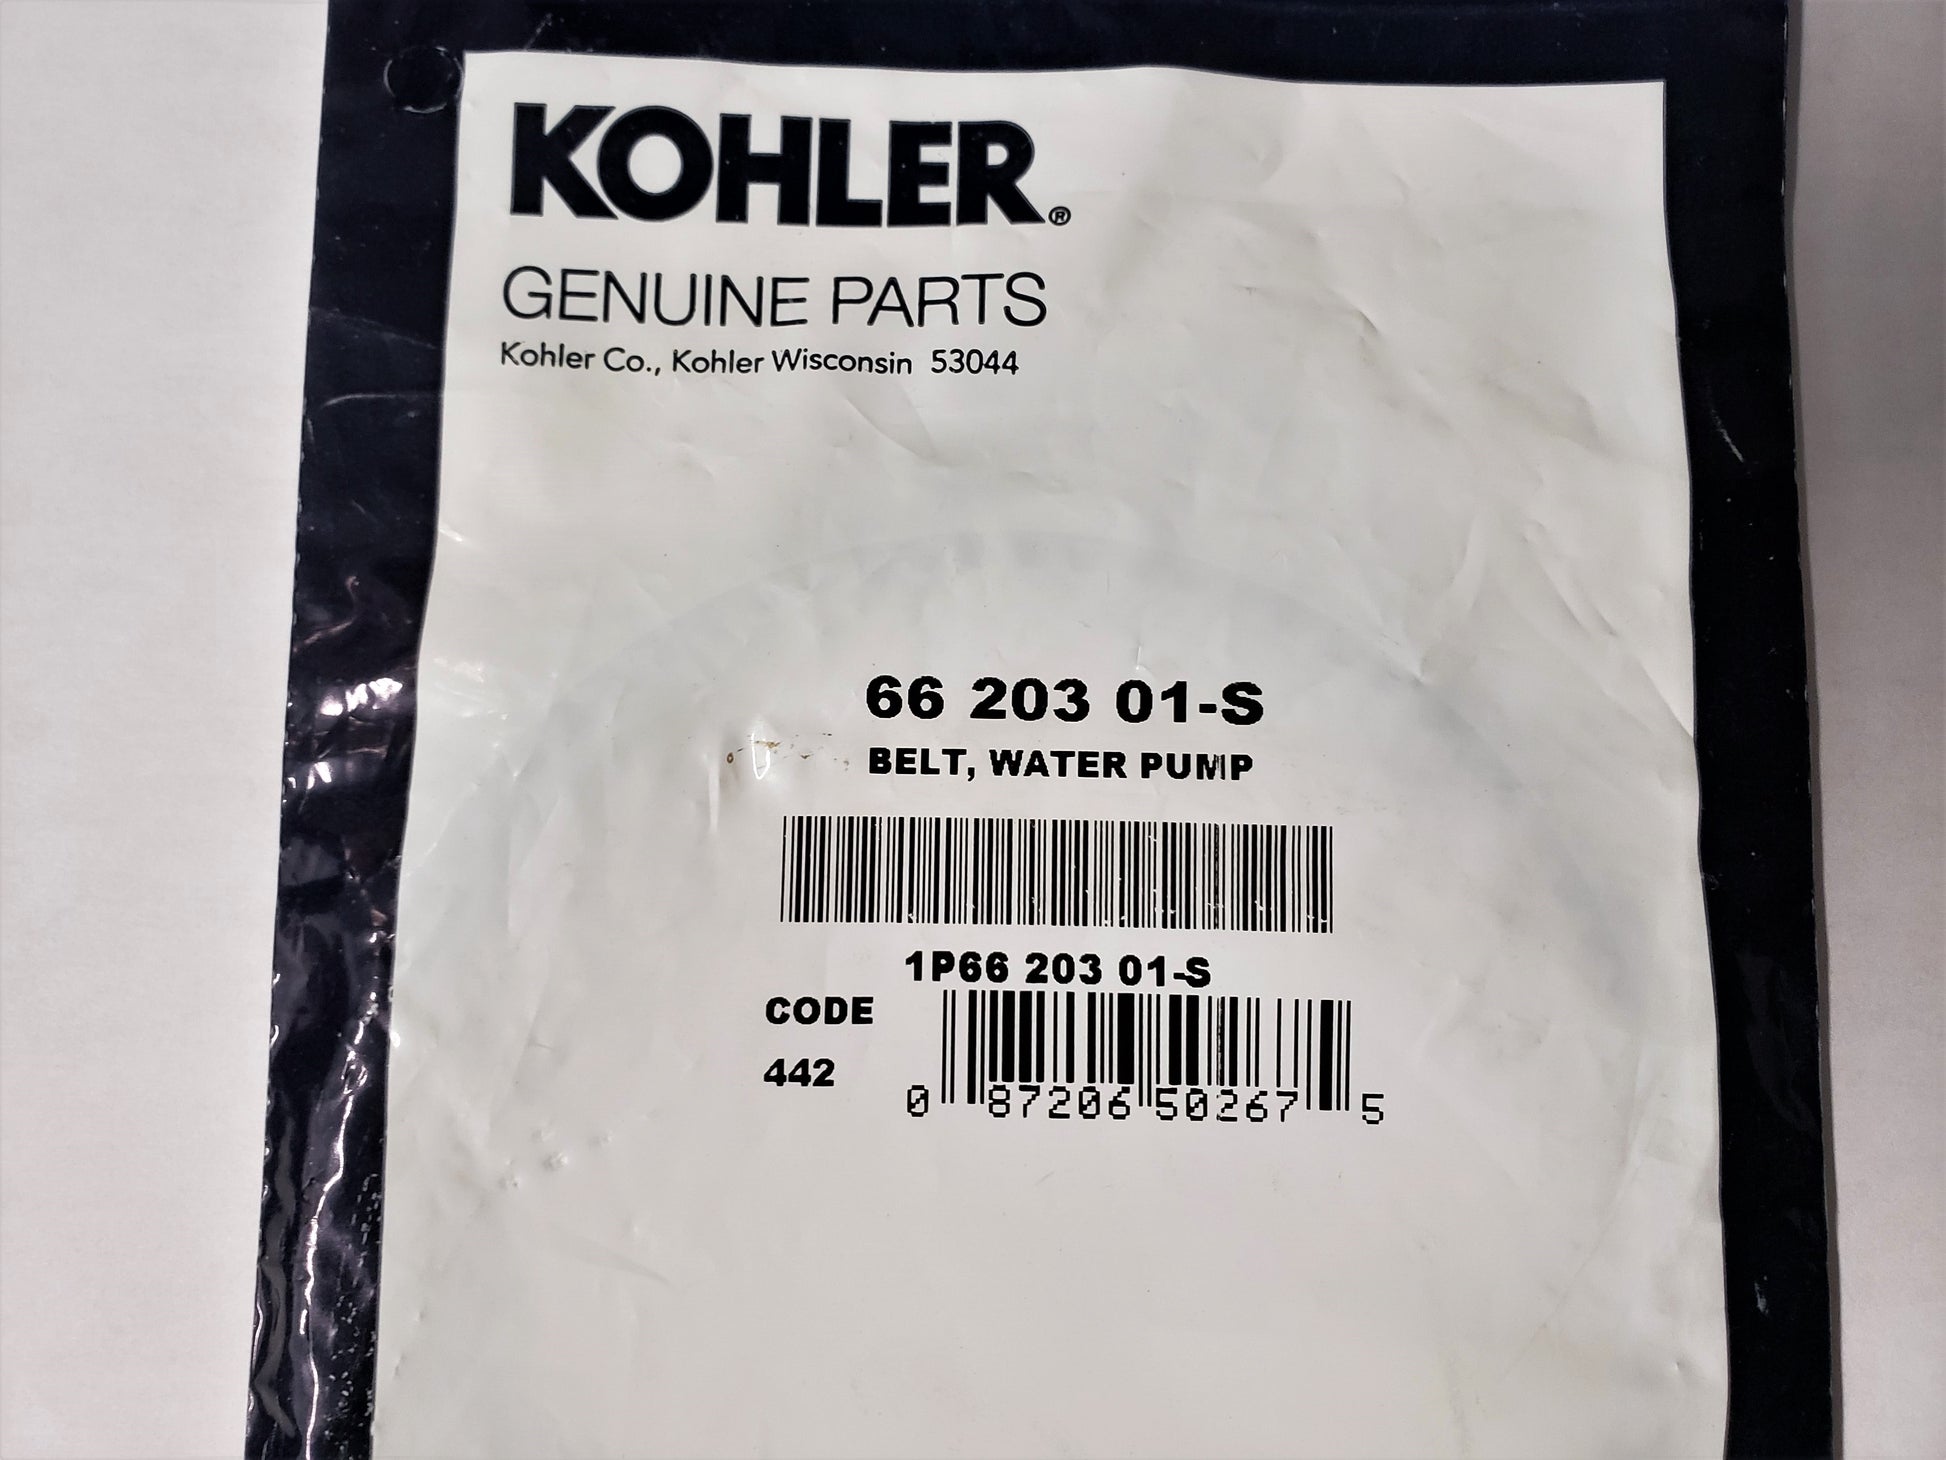 KOHLER®
GENUINE PARTS
Kohler Co., Kohler Wisconsin 53044
66 203 01-S
BELT, WATER PUMP
1P66 203 01-S
CODE
442
0 87206 50267 5